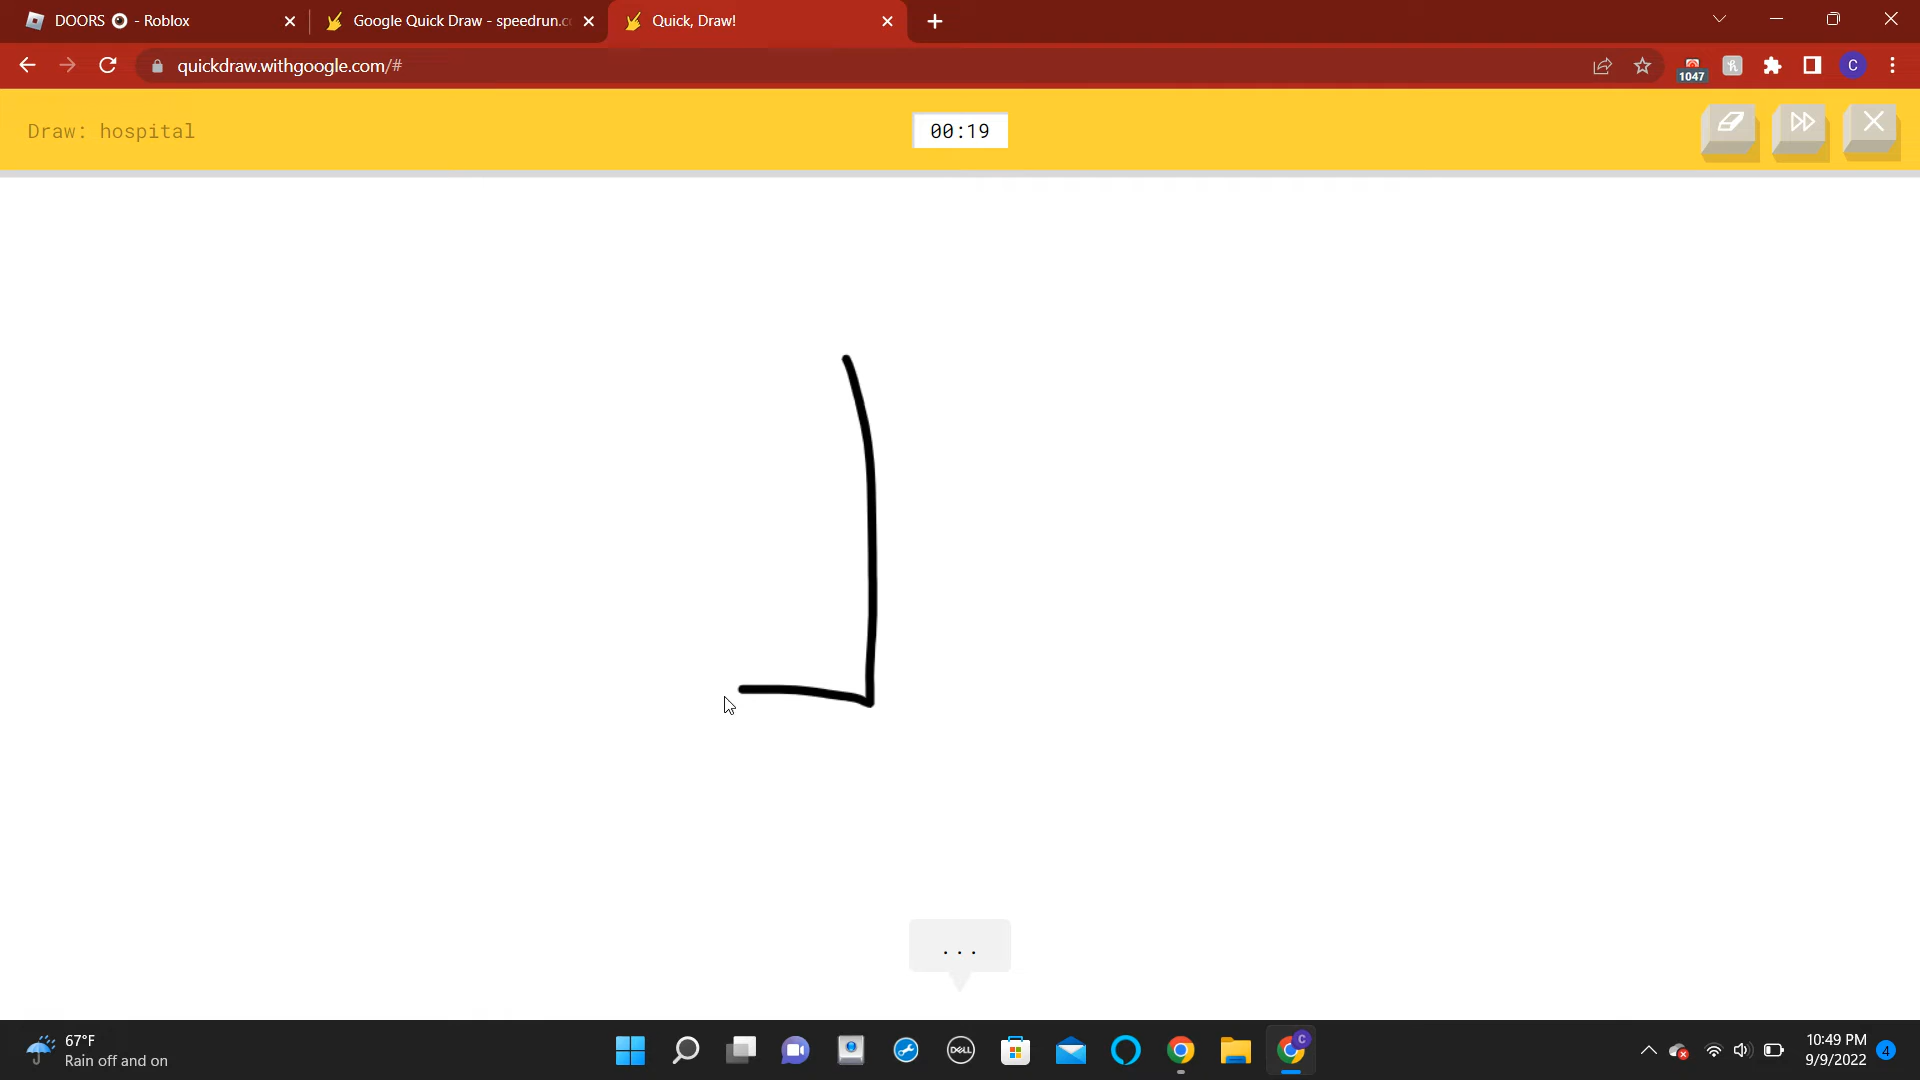 DOORS - Roblox
Google Quick Draw - speedrun.c
Quick, Draw!
quickdraw.withgoogle.com/#
1047
C
Draw: hospital
00:19
...
67°F
Rain off and on
DELL
C
10:49 PM
9/9/2022
4